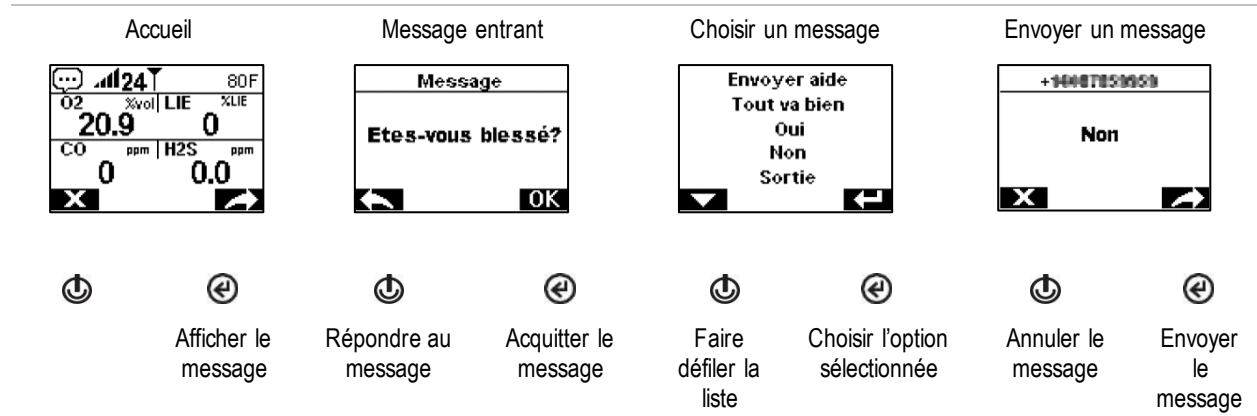 Accueil
Message entrant
Choisir un message
Envoyer un message
24
80F
O2 %vol LIE %LIE
20.9 0
CO ppm H2S ppm
0 0.0
X
Message
Etes-vous blessé?
OK
Envoyer aide
Tout va bien
Oui
Non
Sortie
Non
X
Afficher le
message
Répondre au
message
Acquitter le
message
Faire
défiler la
liste
Choisir l'option
sélectionnée
Annuler le
message
Envoyer
le
message